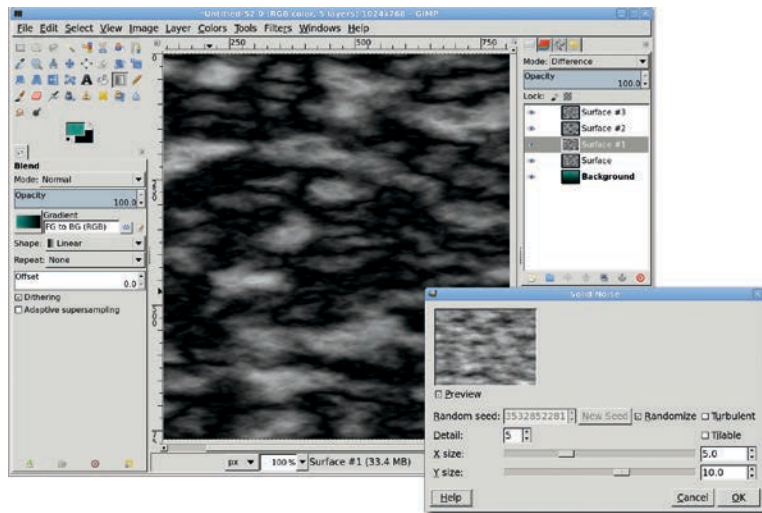 *Untitled-52.0 (RGB color, 5 layers) 1024x768 – GIMP
File Edit Select View Image Layer Colors Tools Filters Windows Help
250
500
750
Mode: Difference
Opacity
100.0
Lock:
Surface #3
Surface #2
Surface #1
Surface
Background
Blend
Mode: Normal
Opacity
100.0
Gradient
FG to BG (RGB)
Shape: Linear
Repeat: None
Offset
0.0
Dithering
Adaptive supersampling
px 100% Surface #1 (33.4 MB)
Solid Noise
Preview
Random seed: 3532852281 New Seed Randomize Turbulent
Detail: 5 Tilable
X size: 5.0
Y size: 10.0
Help Cancel OK